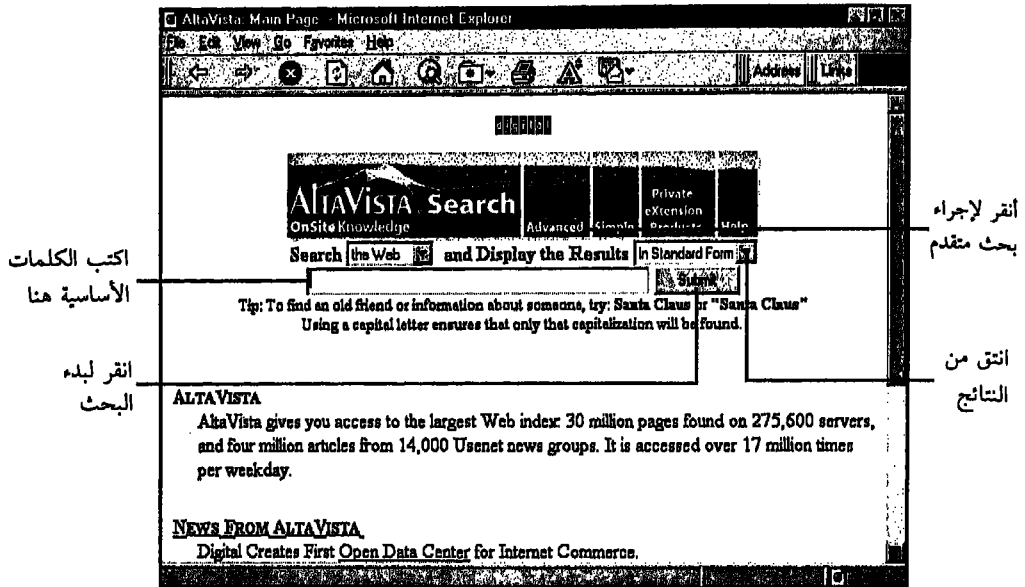 AltaVista: Main Page - Microsoft Internet Explorer
File Edit View Go Favorites Help
Address Links
digital
ALTAVISTA Search
OnSite Knowledge
Advanced Simple Private eXtension Products Help
Search the Web and Display the Results In Standard Form
Submit
Tip: To find an old friend or information about someone, try: Santa Claus or "Santa Claus"
Using a capital letter ensures that only that capitalization will be found.
ALTAVISTA
AltaVista gives you access to the largest Web index: 30 million pages found on 275,600 servers,
and four million articles from 14,000 Usenet news groups. It is accessed over 17 million times
per weekday.
NEWS FROM ALTAVISTA
Digital Creates First Open Data Center for Internet Commerce.
أنقر لإجراء
بحث متقدم
اكتب الكلمات
الأساسية هنا
انتق من
النتائج
انقر لبدء
البحث